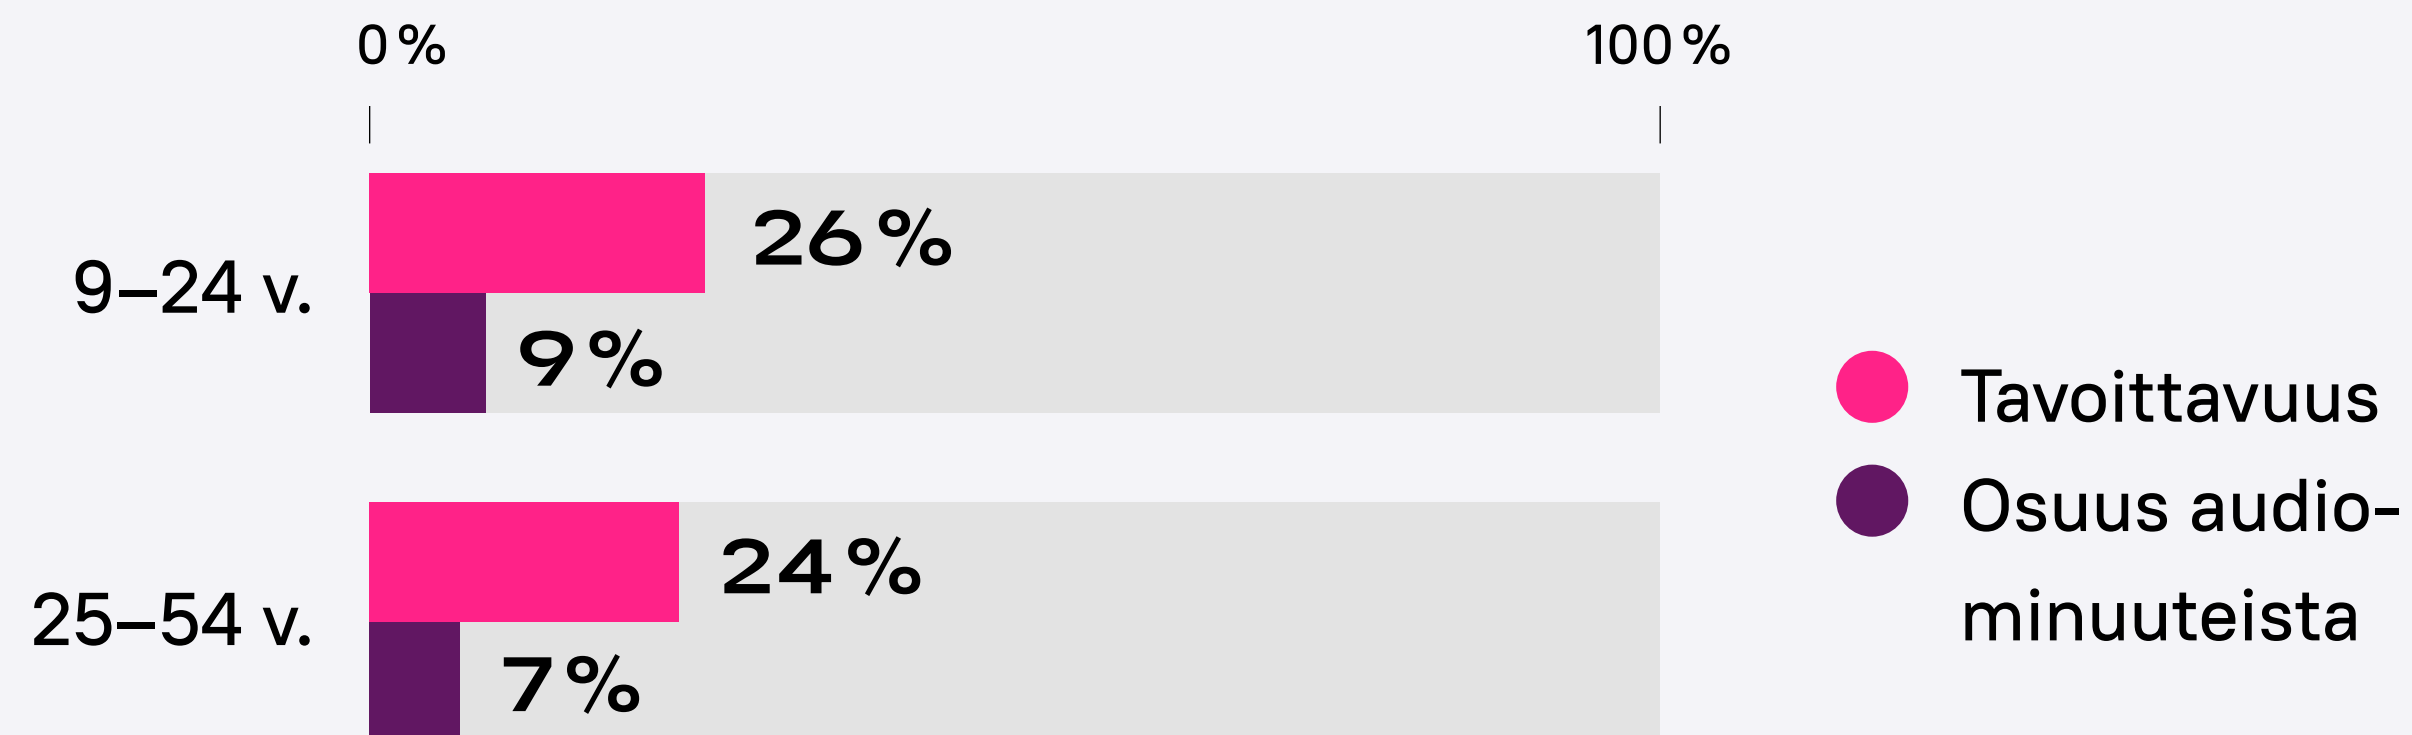 0 % 100 %
26 %
9–24 v.
9 %
24 %
25–54 v.
7 %
Tavoittavuus
Osuus audio-
minuuteista